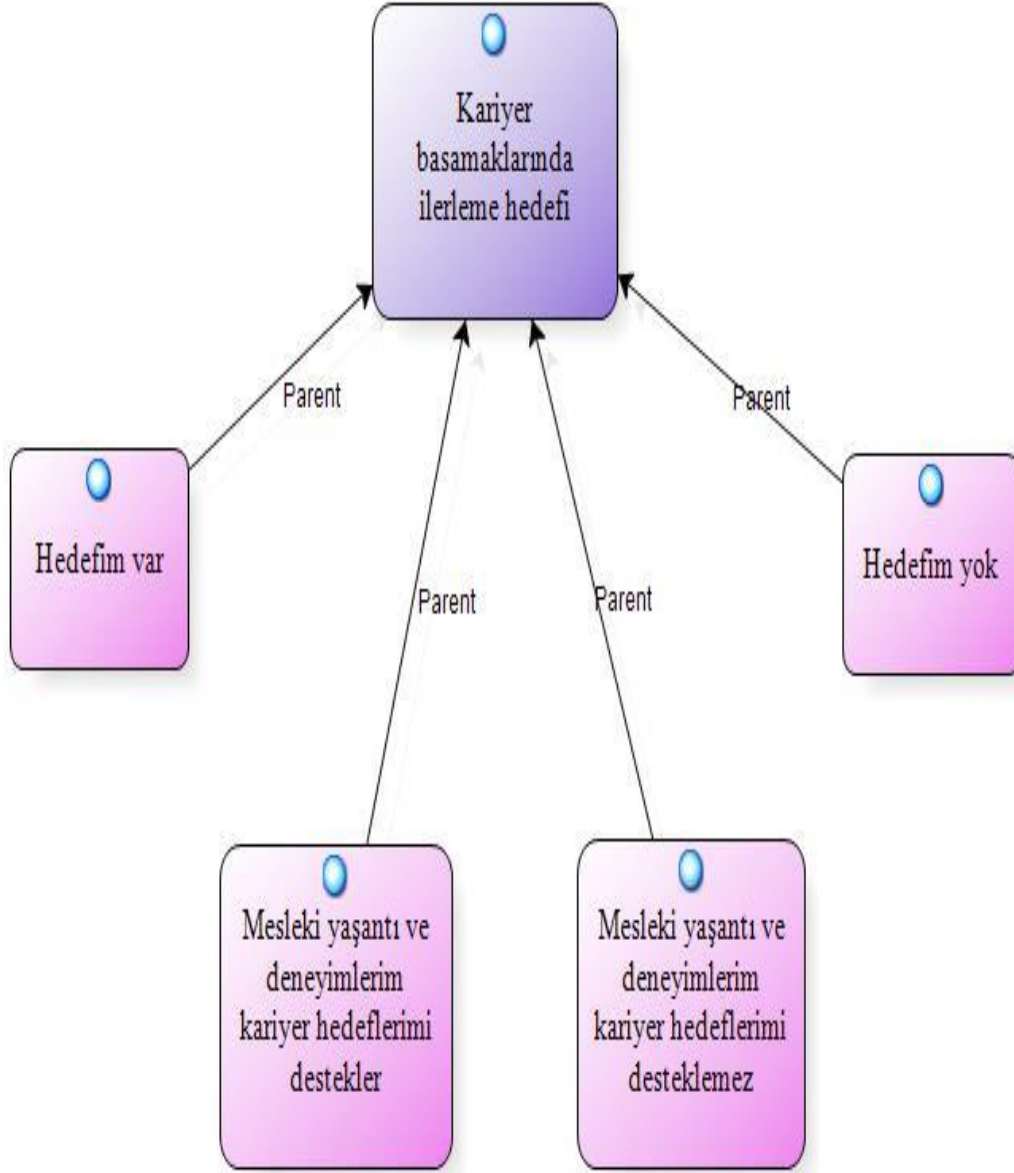 Kariyer
basamaklarında
ilerleme hedefi
Parent
Parent
Hedefim var
Hedefim yok
Parent
Parent
Mesleki yaşantı ve
deneyimlerim
kariyer hedeflerimi
destekler
Mesleki yaşantı ve
deneyimlerim
kariyer hedeflerimi
desteklemez